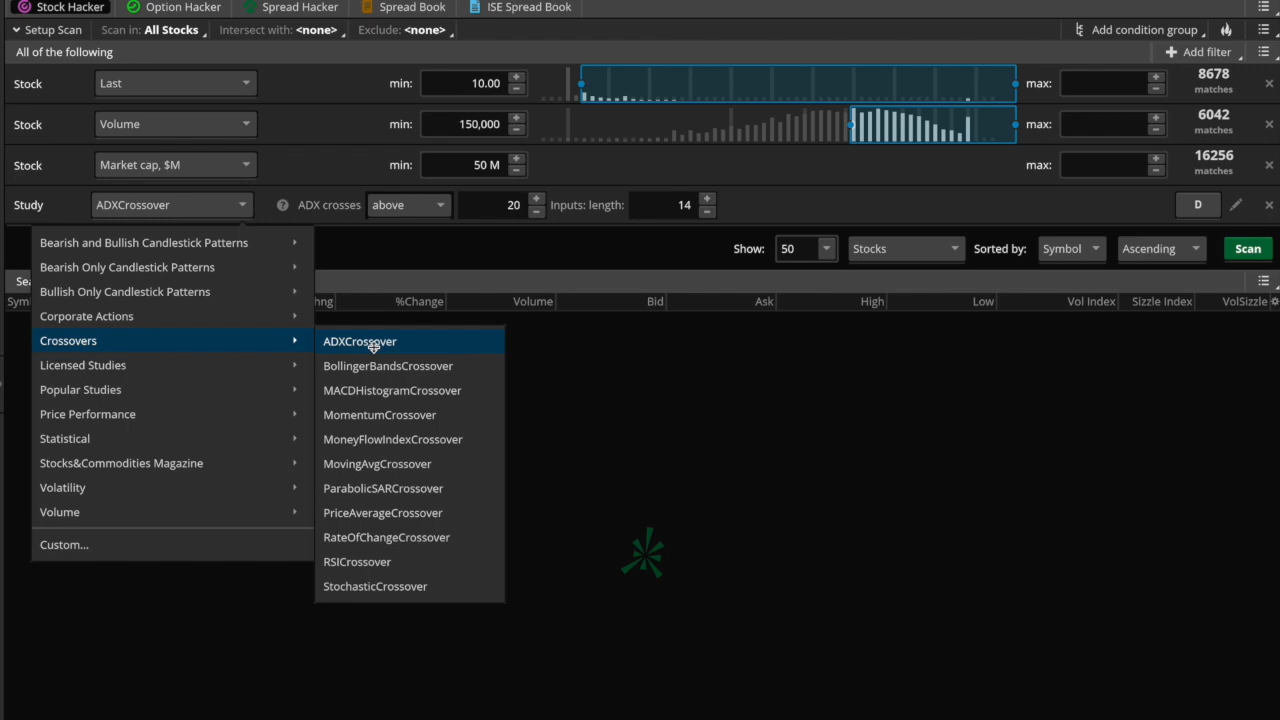 Stock Hacker Option Hacker Spread Hacker Spread Book ISE Spread Book
Setup Scan Scan in: All Stocks Intersect with: <none> Exclude: <none> Add condition group
All of the following Add filter
Stock Last min: 10.00 max: 8678 matches
Stock Volume min: 150,000 max: 6042 matches
Stock Market cap, $M min: 50 M max: 16256 matches
Study ADXCrossover ? ADX crosses above 20 Inputs: length: 14 D
Show: 50 Stocks Sorted by: Symbol Ascending Scan
%Change Volume Bid Ask High Low Vol Index Sizzle Index VolSizzle
Bearish and Bullish Candlestick Patterns
Bearish Only Candlestick Patterns
Bullish Only Candlestick Patterns
Corporate Actions
Crossovers
Licensed Studies
Popular Studies
Price Performance
Statistical
Stocks&Commodities Magazine
Volatility
Volume
Custom...
ADXCrossover
BollingerBandsCrossover
MACDHistogramCrossover
MomentumCrossover
MoneyFlowIndexCrossover
MovingAvgCrossover
ParabolicSARCrossover
PriceAverageCrossover
RateOfChangeCrossover
RSICrossover
StochasticCrossover